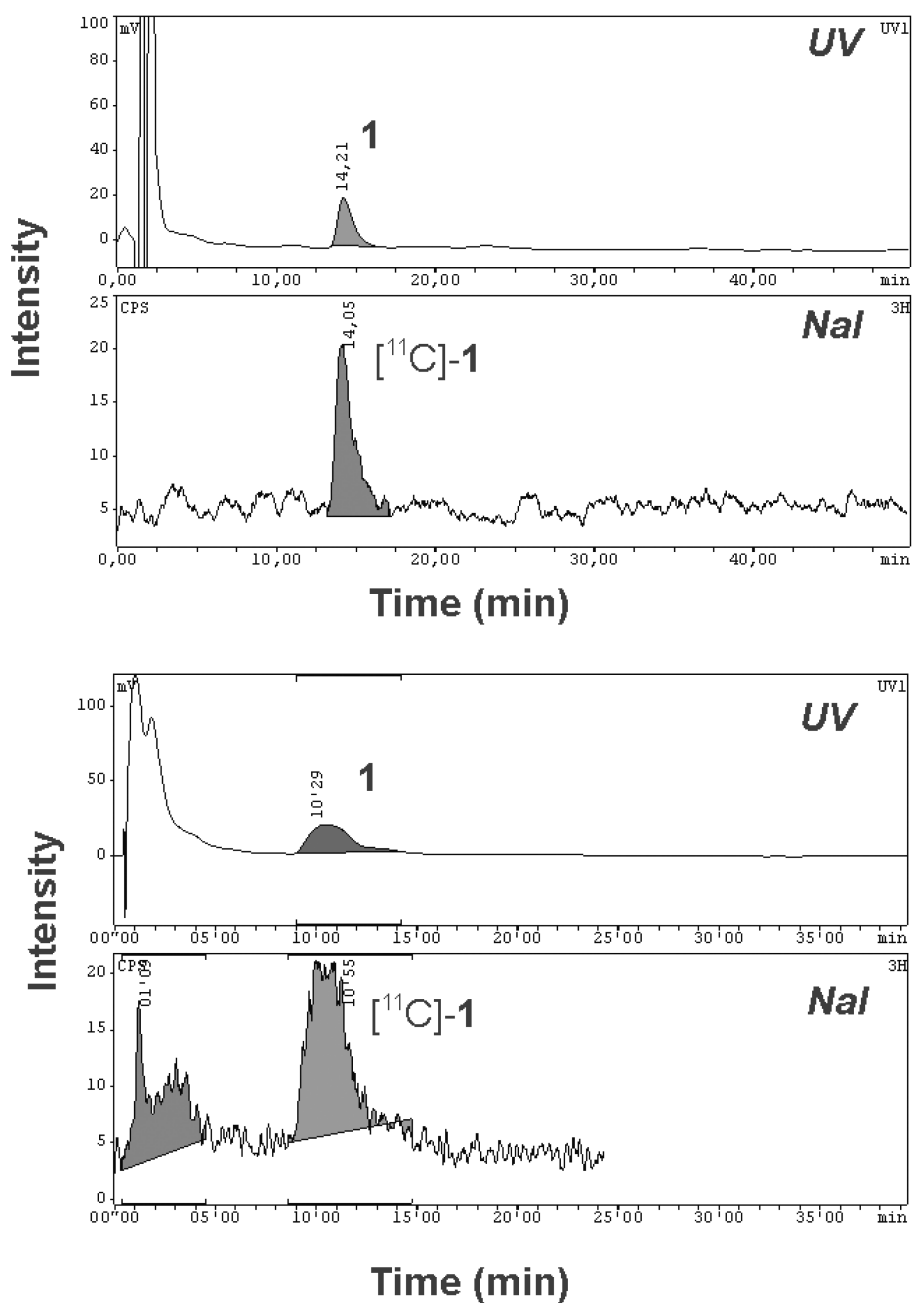 Intensity
mV
UV
UV1
100
80
60
40
20
0
1
14,21
0,00 10,00 20,00 30,00 40,00 min
CPS
NaI
3H
25
20
15
10
5
14,05
[¹¹C]-1
0,00 10,00 20,00 30,00 40,00 min
Time (min)
Intensity
mV
UV
UV1
100
50
0
1
10'29
00"00 05'00 10'00 15'00 20'00 25'00 30'00 35'00 min
CPS
NaI
3H
20
15
10
5
0
01'09
10'55
[¹¹C]-1
00"00 05'00 10'00 15'00 20'00 25'00 30'00 35'00 min
Time (min)